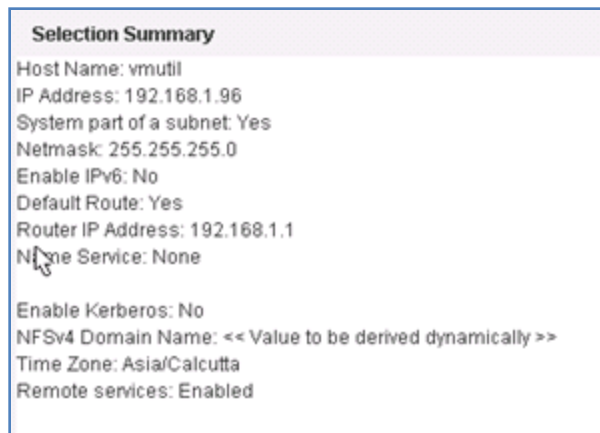 Selection Summary
Host Name: vmutil
IP Address: 192.168.1.96
System part of a subnet: Yes
Netmask: 255.255.255.0
Enable IPv6: No
Default Route: Yes
Router IP Address: 192.168.1.1
Name Service: None
Enable Kerberos: No
NFSv4 Domain Name: << Value to be derived dynamically >>
Time Zone: Asia/Calcutta
Remote services: Enabled